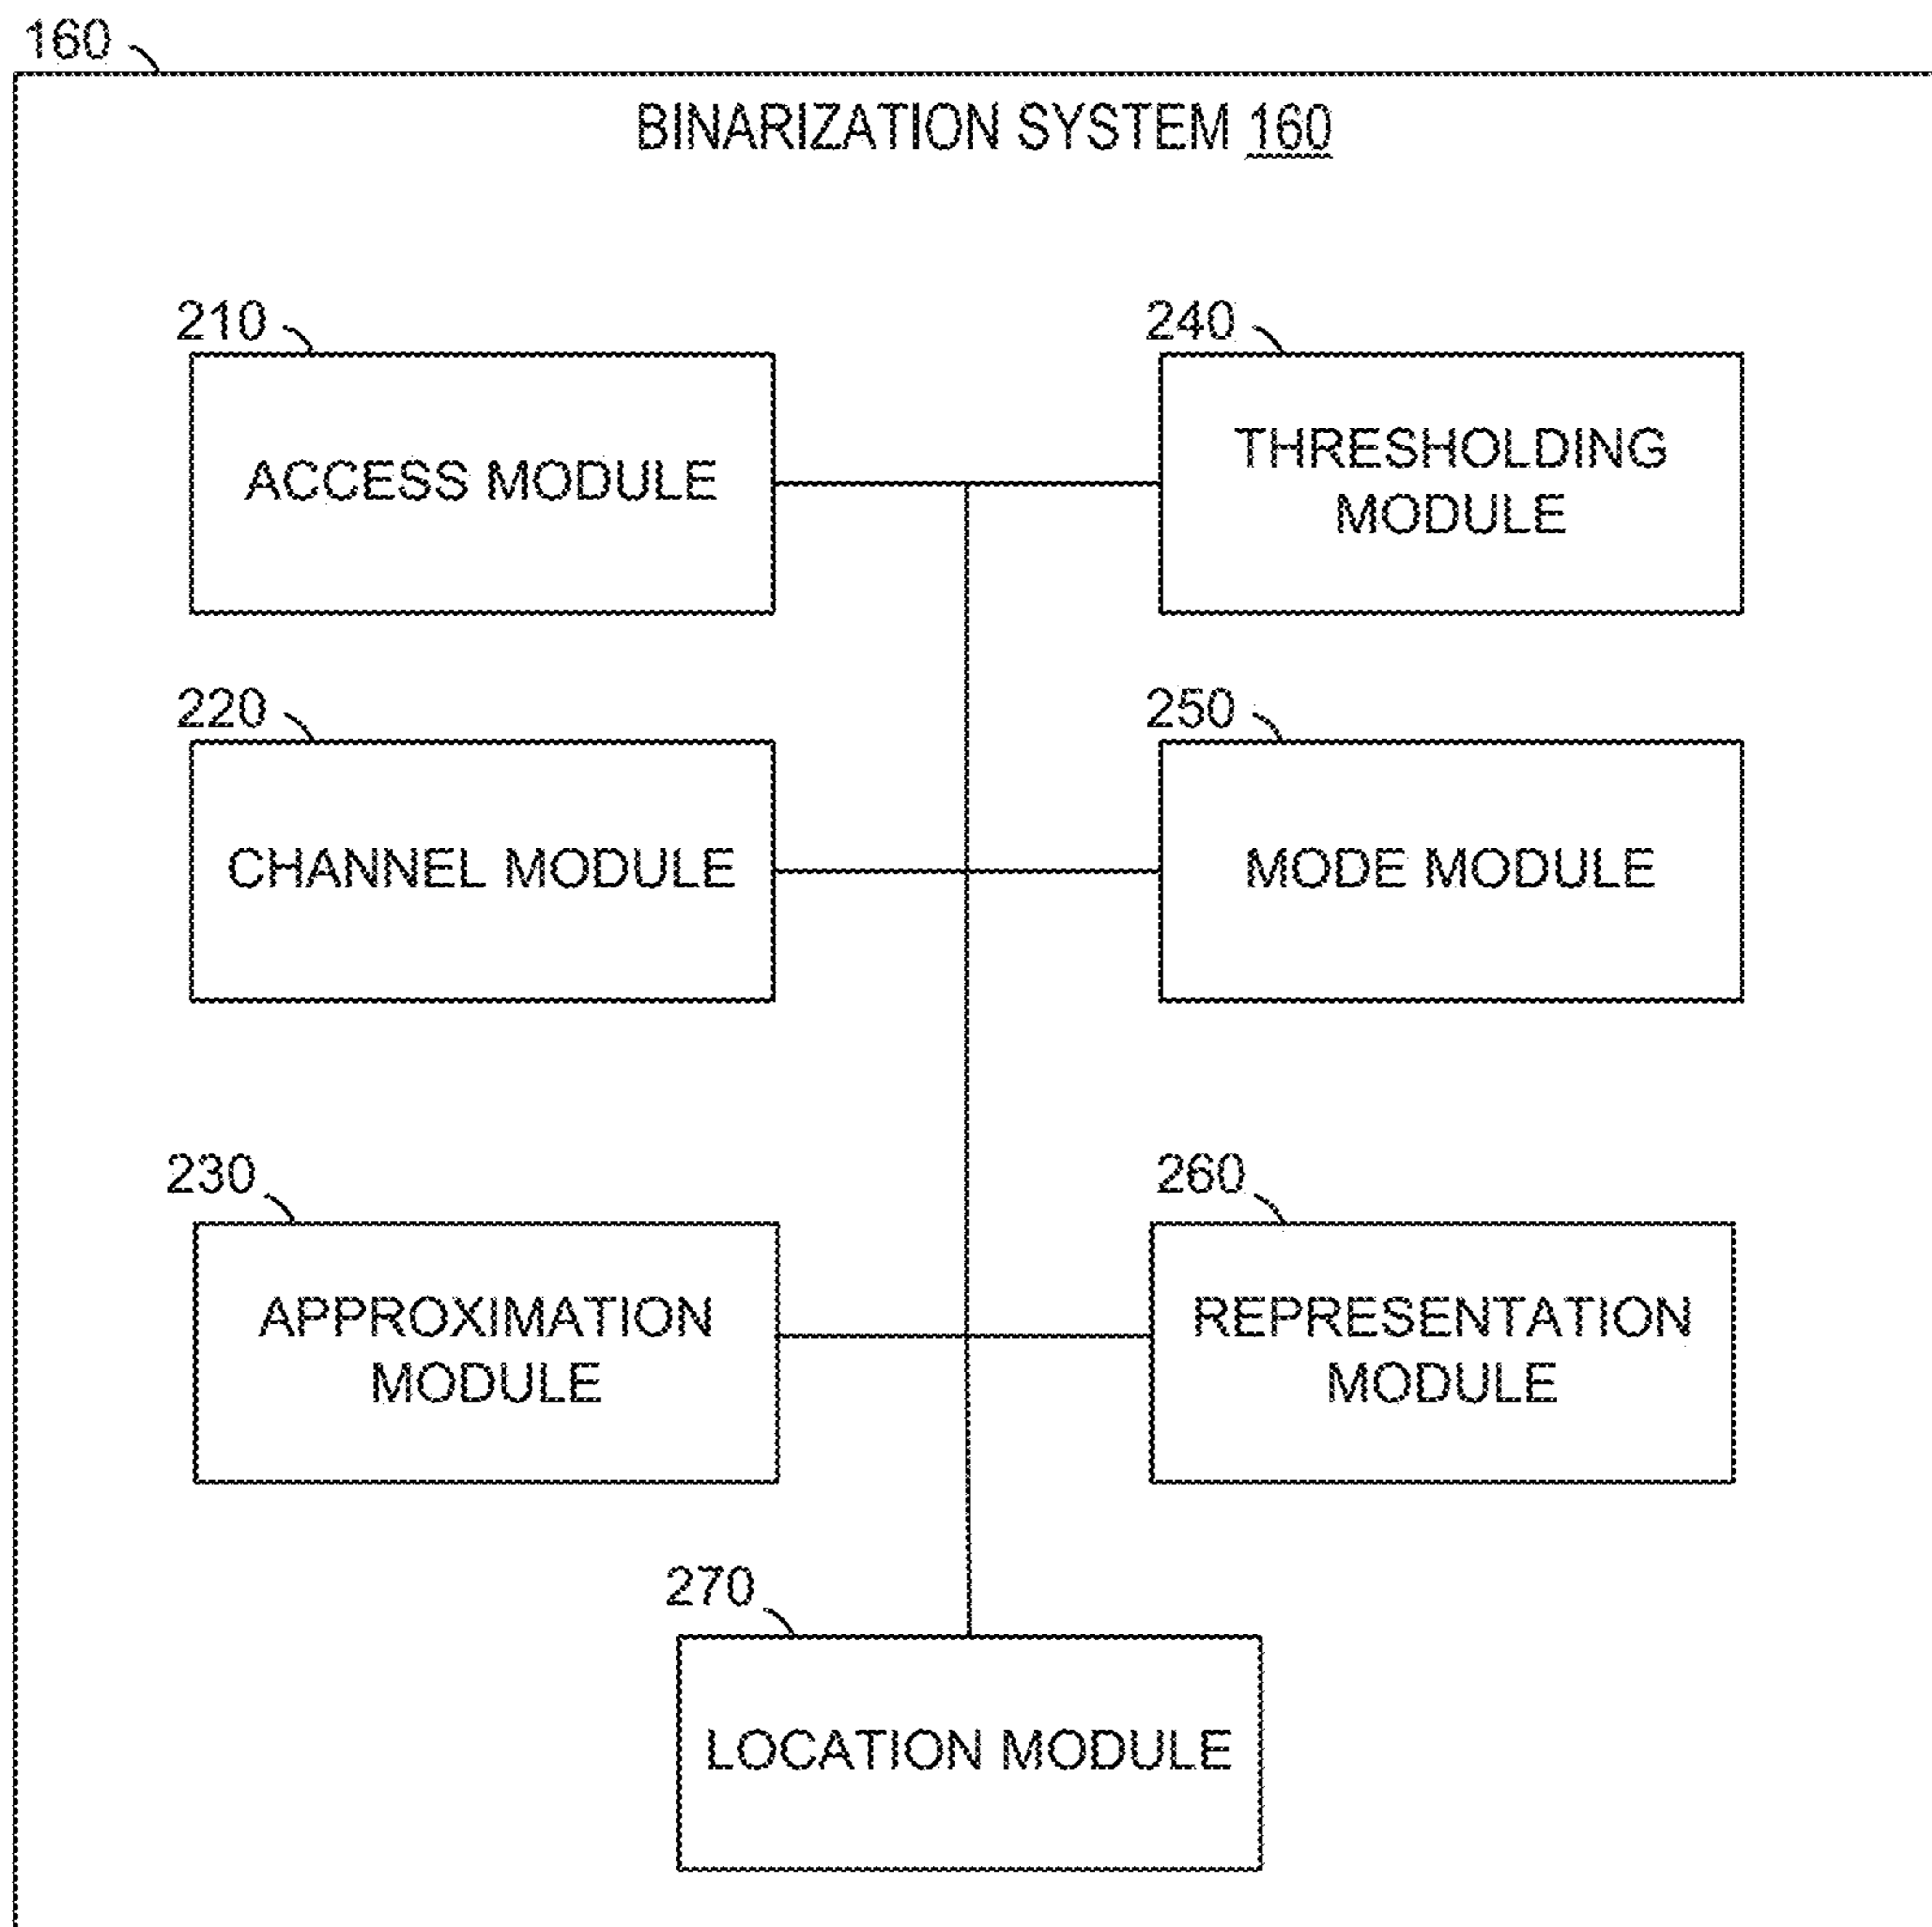 160
BINARIZATION SYSTEM 160
210
ACCESS MODULE
240
THRESHOLDING
MODULE
220
CHANNEL MODULE
250
MODE MODULE
230
APPROXIMATION
MODULE
260
REPRESENTATION
MODULE
270
LOCATION MODULE